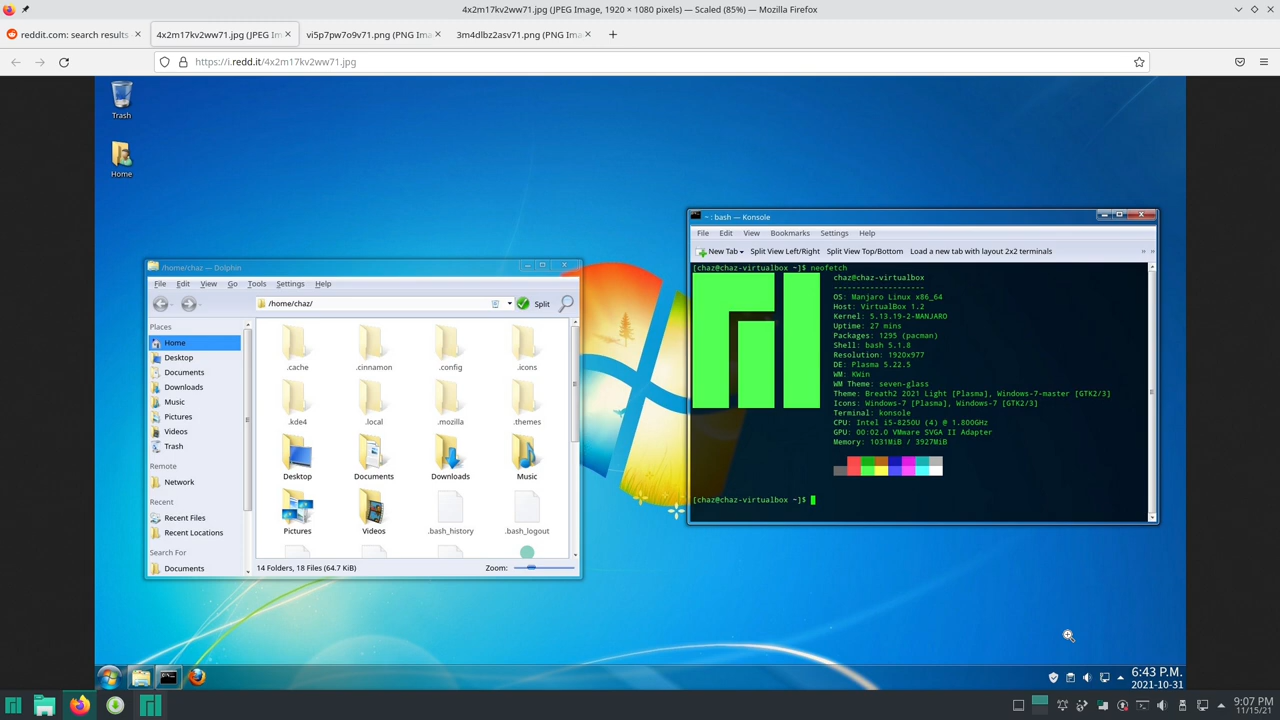 4x2m17kv2ww71.jpg (JPEG Image, 1920 × 1080 pixels) — Scaled (85%) — Mozilla Firefox
reddit.com: search results
4x2m17kv2ww71.jpg (JPEG Im
vi5p7pw7o9v71.png (PNG Ima
3m4dlbz2asv71.png (PNG Ima
https://i.redd.it/4x2m17kv2ww71.jpg
Trash
Home
/home/chaz — Dolphin
File Edit View Go Tools Settings Help
/home/chaz/
Split
Places
Home
Desktop
Documents
Downloads
Music
Pictures
Videos
Trash
Remote
Network
Recent
Recent Files
Recent Locations
Search For
Documents
.cache .cinnamon .config .icons
.kde4 .local .mozilla .themes
Desktop Documents Downloads Music
Pictures Videos .bash_history .bash_logout
14 Folders, 18 Files (64.7 KiB)
Zoom:
~ : bash — Konsole
File Edit View Bookmarks Settings Help
New Tab Split View Left/Right Split View Top/Bottom Load a new tab with layout 2x2 terminals
[chaz@chaz-virtualbox ~]$ neofetch
chaz@chaz-virtualbox
--------------------
OS: Manjaro Linux x86_64
Host: VirtualBox 1.2
Kernel: 5.13.19-2-MANJARO
Uptime: 27 mins
Packages: 1295 (pacman)
Shell: bash 5.1.8
Resolution: 1920x977
DE: Plasma 5.22.5
WM: KWin
WM Theme: seven-glass
Theme: Breath2 2021 Light [Plasma], Windows-7-master [GTK2/3]
Icons: Windows-7 [Plasma], Windows-7 [GTK2/3]
Terminal: konsole
CPU: Intel i5-8250U (4) @ 1.800GHz
GPU: 00:02.0 VMware SVGA II Adapter
Memory: 1031MiB / 3927MiB
[chaz@chaz-virtualbox ~]$
6:43 P.M.
2021-10-31
9:07 PM
11/15/21